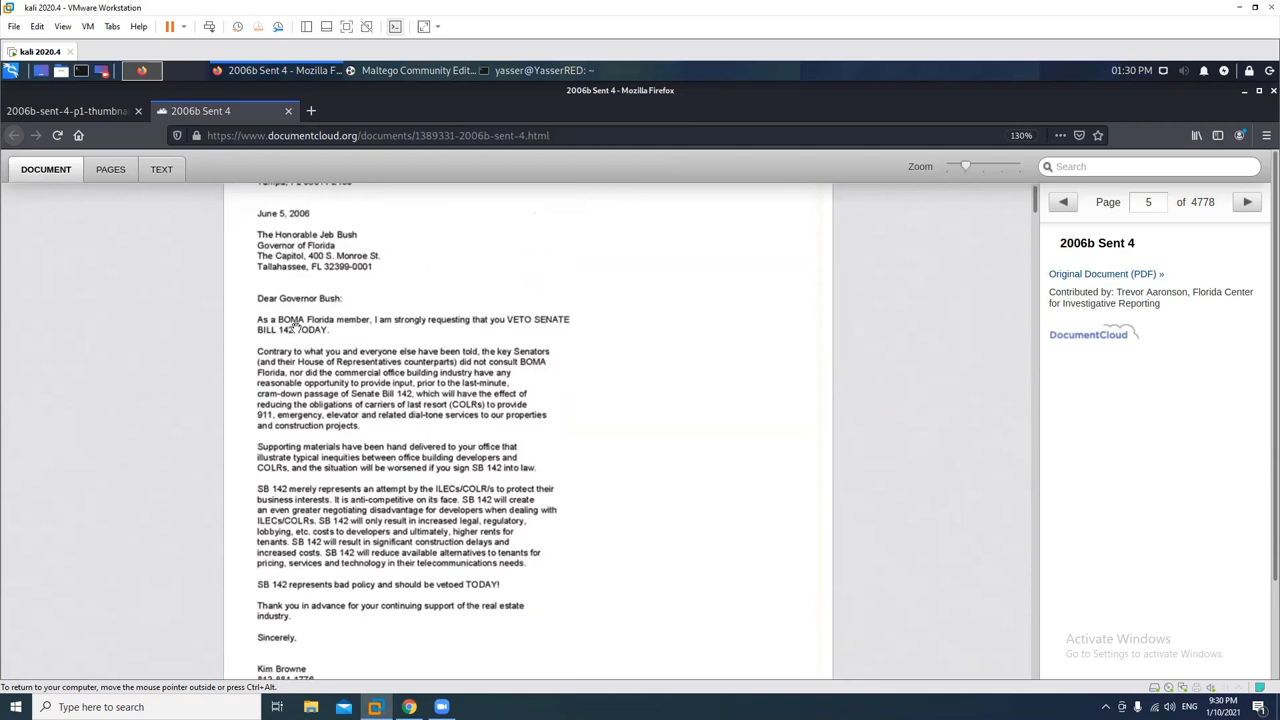 kali 2020.4 - VMware Workstation
File Edit View VM Tabs Help
kali 2020.4
2006b Sent 4 - Mozilla F... Maltego Community Edit... yasser@YasserRED: ~ 01:30 PM
2006b Sent 4 - Mozilla Firefox
2006b-sent-4-p1-thumbna 2006b Sent 4
https://www.documentcloud.org/documents/1389331-2006b-sent-4.html 130%
DOCUMENT PAGES TEXT Zoom Search
June 5, 2006
The Honorable Jeb Bush
Governor of Florida
The Capitol, 400 S. Monroe St.
Tallahassee, FL 32399-0001
Dear Governor Bush:
As a BOMA Florida member, I am strongly requesting that you VETO SENATE
BILL 142 TODAY.
Contrary to what you and everyone else have been told, the key Senators
(and their House of Representatives counterparts) did not consult BOMA
Florida, nor did the commercial office building industry have any
reasonable opportunity to provide input, prior to the last-minute,
cram-down passage of Senate Bill 142, which will have the effect of
reducing the obligations of carriers of last resort (COLRs) to provide
911, emergency, elevator and related dial-tone services to our properties
and construction projects.
Supporting materials have been hand delivered to your office that
illustrate typical inequities between office building developers and
COLRs, and the situation will be worsened if you sign SB 142 into law.
SB 142 merely represents an attempt by the ILECs/COLR/s to protect their
business interests. It is anti-competitive on its face. SB 142 will create
an even greater negotiating disadvantage for developers when dealing with
ILECs/COLRs. SB 142 will only result in increased legal, regulatory,
lobbying, etc. costs to developers and ultimately, higher rents for
tenants. SB 142 will result in significant construction delays and
increased costs. SB 142 will reduce available alternatives to tenants for
pricing, services and technology in their telecommunications needs.
SB 142 represents bad policy and should be vetoed TODAY!
Thank you in advance for your continuing support of the real estate
industry.
Sincerely,
Kim Browne
Page 5 of 4778
2006b Sent 4
Original Document (PDF) »
Contributed by: Trevor Aaronson, Florida Center
for Investigative Reporting
DocumentCloud
Activate Windows
Go to Settings to activate Windows.
To return to your computer, move the mouse pointer outside or press Ctrl+Alt.
Type here to search
ENG
9:30 PM
1/10/2021